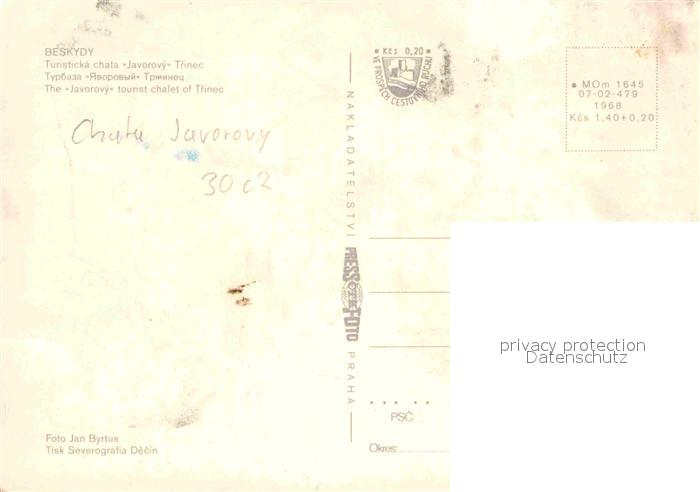 BESKYDY
Turistická chata »Javorový« Třinec
Турбаза »Яворовый« Тржинец
The »Javorový« tourist chalet of Třinec
Chata Javorovy
30 c2
Foto Jan Byrtus
Tisk Severografia Děčín
NAKLADATELSTVÍ
PRESSFOTO
PRAHA
Kčs 0,20
VE PROSPĚCH CESTOVNÍHO RUCHU
MOm 1645
07-02-479
1968
Kčs 1,40+0,20
privacy protection
Datenschutz
PSČ
Okres: